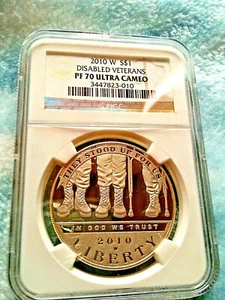 2010 W S$1
DISABLED VETERANS
PF 70 ULTRA CAMEO
3447823-010
NGC
THEY STOOD UP FOR US
IN GOD WE TRUST
2010
W
LIBERTY